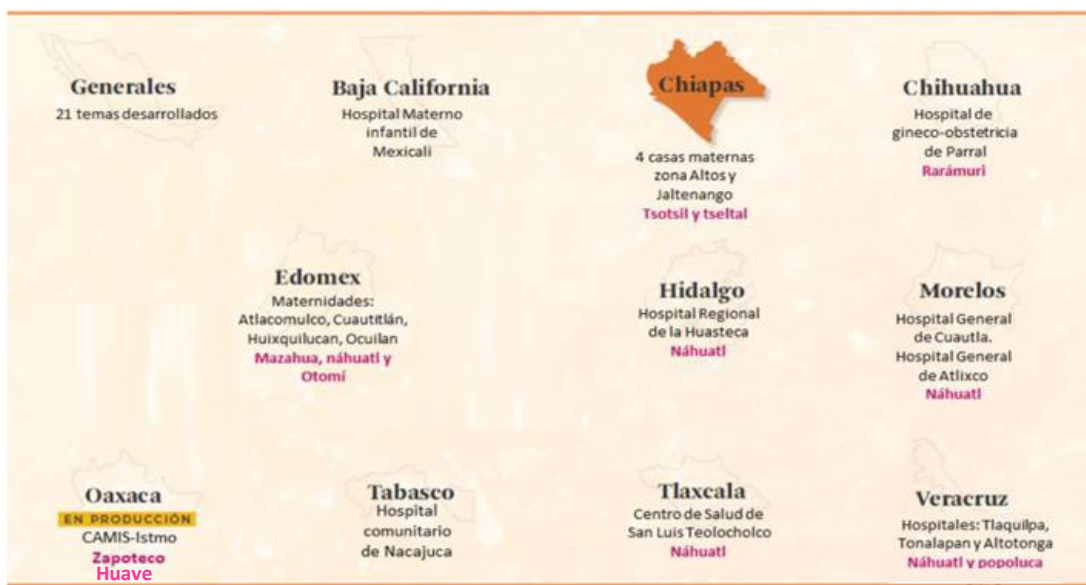 Generales
21 temas desarrollados
Baja California
Hospital Materno
infantil de
Mexicali
Chiapas
4 casas maternas
zona Altos y
Jaltenango
Tsotsil y tseltal
Chihuahua
Hospital de
gineco-obstetricia
de Parral
Rarámuri
Edomex
Maternidades:
Atlacomulco, Cuautitlán,
Huixquilucan, Ocuilan
Mazahua, náhuatl y
Otomí
Hidalgo
Hospital Regional
de la Huasteca
Náhuatl
Morelos
Hospital General
de Cuautla.
Hospital General
de Atlixco
Náhuatl
Oaxaca
EN PRODUCCIÓN
CAMIS-Istmo
Zapoteco
Huave
Tabasco
Hospital
comunitario
de Nacajuca
Tlaxcala
Centro de Salud de
San Luis Teolocholco
Náhuatl
Veracruz
Hospitales: Tlaquilpa,
Tonalapan y Altotonga
Náhuatl y popoluca